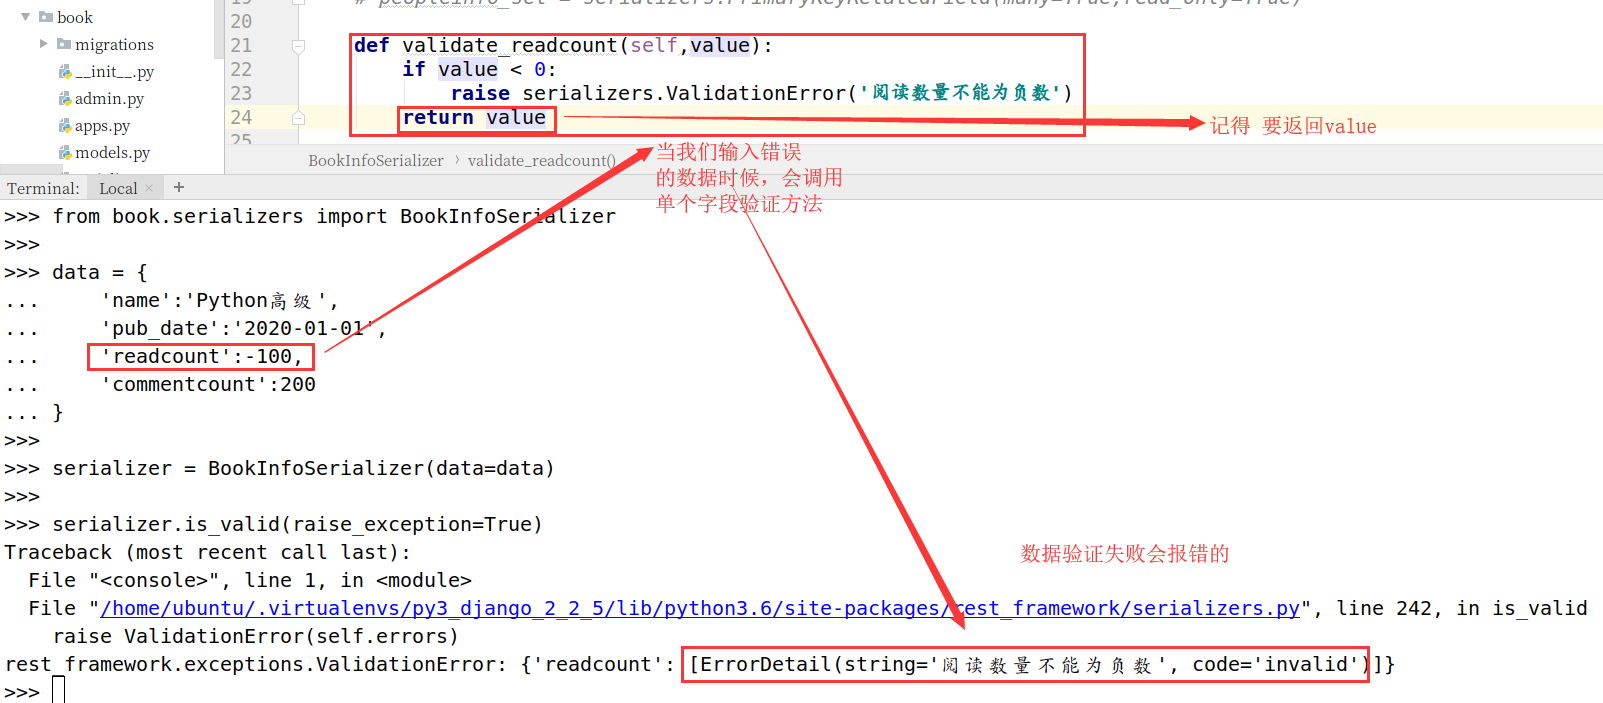 book
migrations
__init__.py
admin.py
apps.py
models.py
19
# peopleinfo_set = serializers.PrimaryKeyRelatedField(many=True,read_only=True)
20
21 def validate_readcount(self,value):
22 if value < 0:
23 raise serializers.ValidationError('阅读数量不能为负数')
24 return value
25
记得 要返回value
BookInfoSerializer › validate_readcount()
当我们输入错误
的数据时候，会调用
单个字段验证方法
Terminal: Local × +
>>> from book.serializers import BookInfoSerializer
>>>
>>> data = {
... 'name':'Python高级',
... 'pub_date':'2020-01-01',
... 'readcount':-100,
... 'commentcount':200
... }
>>>
>>> serializer = BookInfoSerializer(data=data)
>>>
>>> serializer.is_valid(raise_exception=True)
Traceback (most recent call last):
数据验证失败会报错的
File "<console>", line 1, in <module>
File "/home/ubuntu/.virtualenvs/py3_django_2_2_5/lib/python3.6/site-packages/rest_framework/serializers.py", line 242, in is_valid
raise ValidationError(self.errors)
rest_framework.exceptions.ValidationError: {'readcount': [ErrorDetail(string='阅读数量不能为负数', code='invalid')]}
>>>